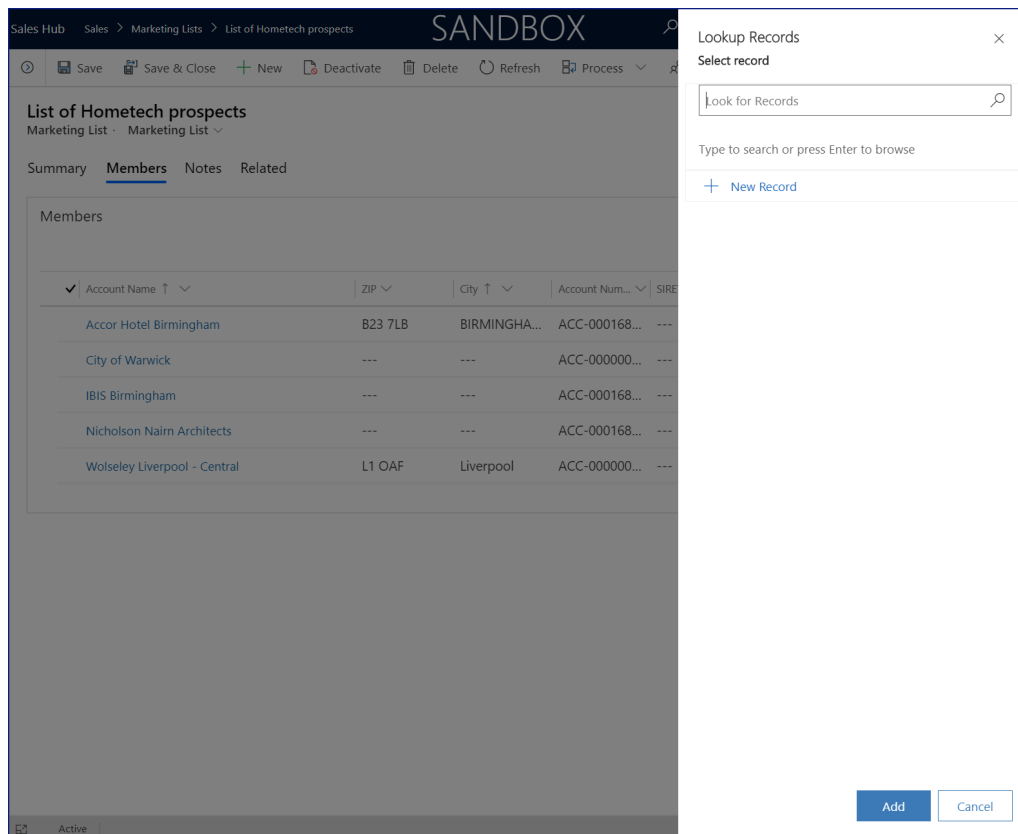 Sales Hub Sales > Marketing Lists > List of Hometech prospects SANDBOX
Save Save & Close + New Deactivate Delete Refresh Process
List of Hometech prospects
Marketing List · Marketing List
Summary Members Notes Related
Members
Account Name ↑ ZIP City ↑ Account Num... SIRE
Accor Hotel Birmingham B23 7LB BIRMINGHA... ACC-000168... ---
City of Warwick --- --- ACC-000000... ---
IBIS Birmingham --- --- ACC-000168... ---
Nicholson Nairn Architects --- --- ACC-000168... ---
Wolseley Liverpool - Central L1 OAF Liverpool ACC-000000... ---
Active
Lookup Records
Select record
Look for Records
Type to search or press Enter to browse
+ New Record
Add Cancel